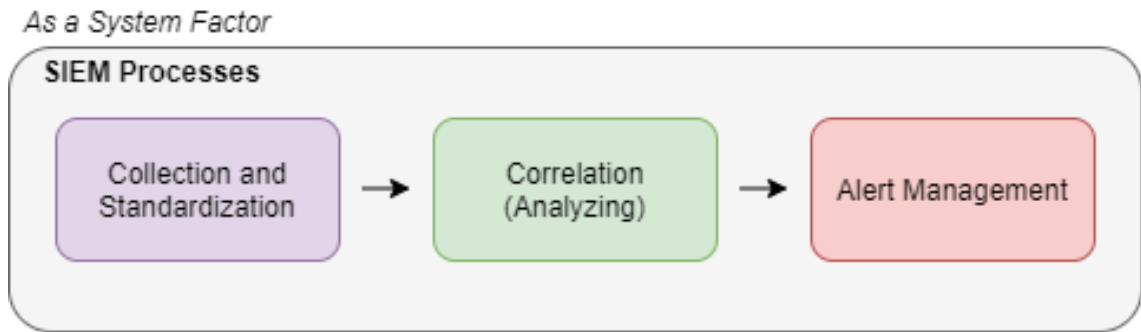 As a System Factor
SIEM Processes
Collection and
Standardization
Correlation
(Analyzing)
Alert Management